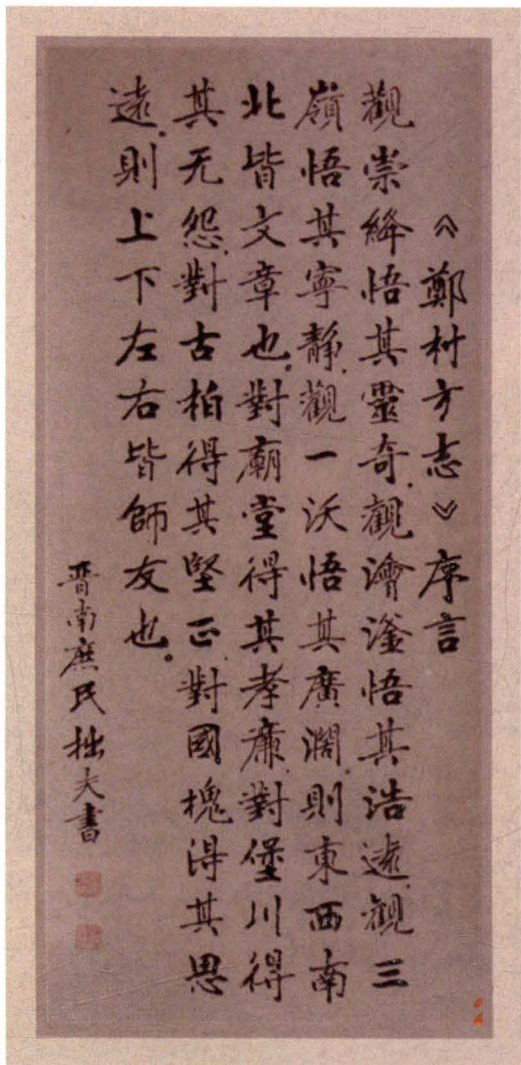 《鄭村方志》序言
觀崇絳悟其靈奇，觀澮滏悟其浩遠，觀三
嶺悟其寧靜，觀一沃悟其廣濶，則東西南
北皆文章也。對廟堂得其孝廉，對堡川得
其无怨，對古柏得其堅正，對國槐得其思
遠，則上下左右皆師友也。
晋南庶民拙夫書